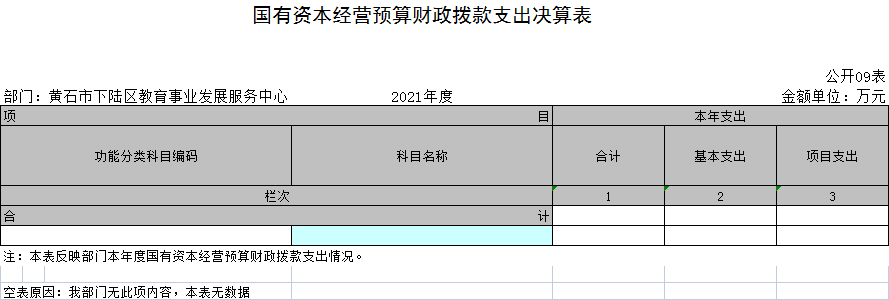 国有资本经营预算财政拨款支出决算表
公开09表
部门：黄石市下陆区教育事业发展服务中心 2021年度 金额单位：万元
项 目 本年支出
功能分类科目编码 科目名称 合计 基本支出 项目支出
栏次 1 2 3
合 计
注：本表反映部门本年度国有资本经营预算财政拨款支出情况。
空表原因：我部门无此项内容，本表无数据